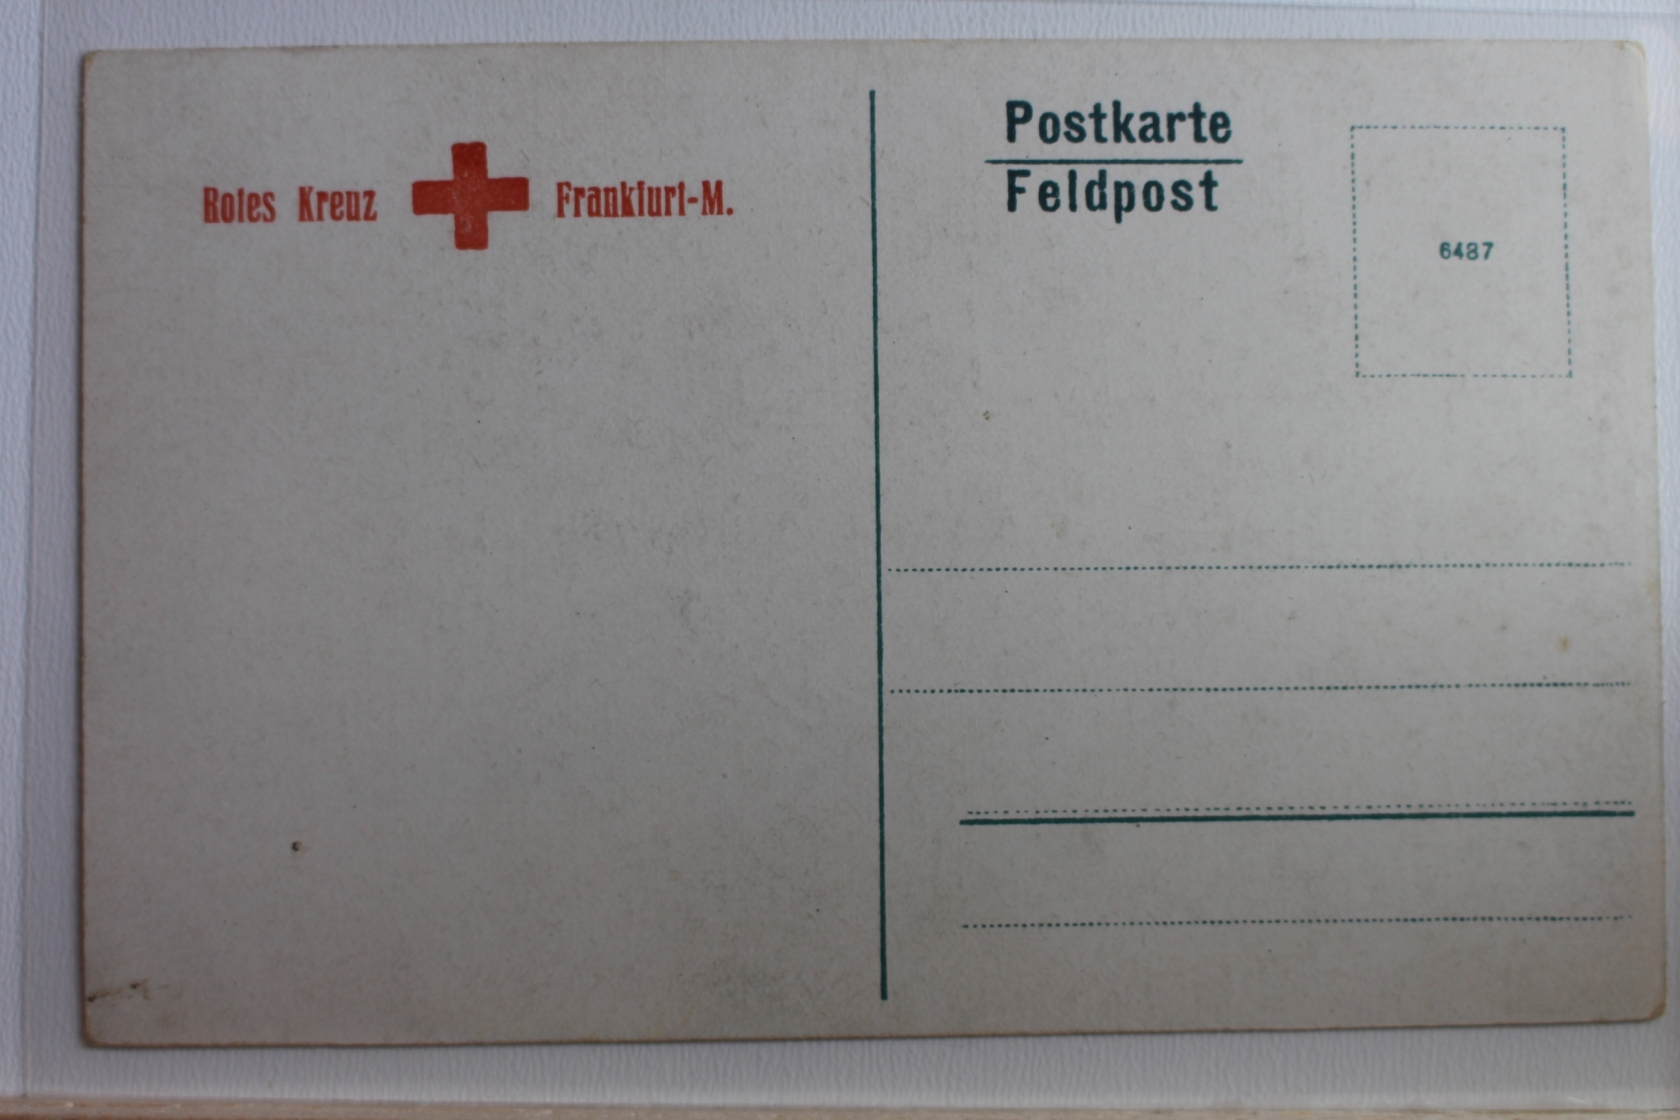 Rotes Kreuz Frankfurt-M.
Postkarte
Feldpost
6487